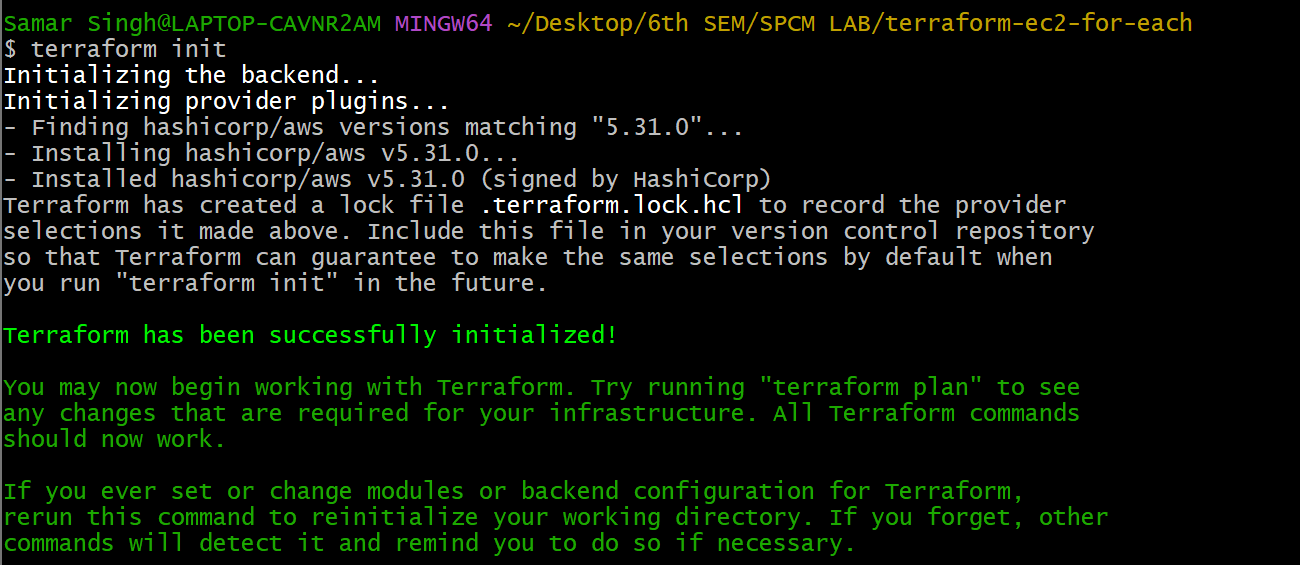 Samar Singh@LAPTOP-CAVNR2AM MINGW64 ~/Desktop/6th SEM/SPCM LAB/terraform-ec2-for-each
$ terraform init
Initializing the backend...
Initializing provider plugins...
- Finding hashicorp/aws versions matching "5.31.0"...
- Installing hashicorp/aws v5.31.0...
- Installed hashicorp/aws v5.31.0 (signed by HashiCorp)
Terraform has created a lock file .terraform.lock.hcl to record the provider
selections it made above. Include this file in your version control repository
so that Terraform can guarantee to make the same selections by default when
you run "terraform init" in the future.
Terraform has been successfully initialized!
You may now begin working with Terraform. Try running "terraform plan" to see
any changes that are required for your infrastructure. All Terraform commands
should now work.
If you ever set or change modules or backend configuration for Terraform,
rerun this command to reinitialize your working directory. If you forget, other
commands will detect it and remind you to do so if necessary.